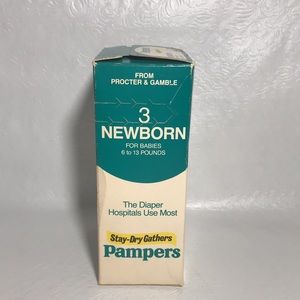 FROM
PROCTER & GAMBLE
3
NEWBORN
FOR BABIES
6 to 13 POUNDS
The Diaper
Hospitals Use Most
Stay-Dry Gathers
Pampers